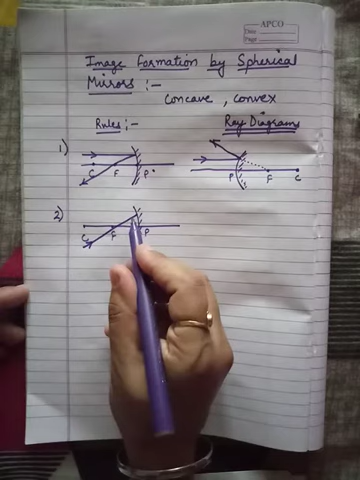 APCO
Date
Page
Image Formation by Spherical
Mirrors :-
Concave , Convex
Rules :-
Ray Diagrams
1)
C F P
P F C
2)
C F P